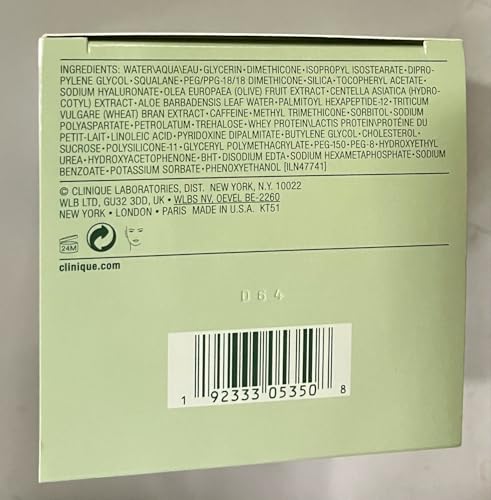 INGREDIENTS: WATER\AQUA\EAU • GLYCERIN • DIMETHICONE • ISOPROPYL ISOSTEARATE • DIPRO-
PYLENE GLYCOL • SQUALANE • PEG/PPG-18/18 DIMETHICONE • SILICA • TOCOPHERYL ACETATE •
SODIUM HYALURONATE • OLEA EUROPAEA (OLIVE) FRUIT EXTRACT • CENTELLA ASIATICA (HYDRO-
COTYL) EXTRACT • ALOE BARBADENSIS LEAF WATER • PALMITOYL HEXAPEPTIDE-12 • TRITICUM
VULGARE (WHEAT) BRAN EXTRACT • CAFFEINE • METHYL TRIMETHICONE • SORBITOL • SODIUM
POLYASPARTATE • PETROLATUM • TREHALOSE • WHEY PROTEIN\LACTIS PROTEIN\PROTÉINE DU
PETIT-LAIT • LINOLEIC ACID • PYRIDOXINE DIPALMITATE • BUTYLENE GLYCOL • CHOLESTEROL •
SUCROSE • POLYSILICONE-11 • GLYCERYL POLYMETHACRYLATE • PEG-150 • PEG-8 • HYDROXYETHYL
UREA • HYDROXYACETOPHENONE • BHT • DISODIUM EDTA • SODIUM HEXAMETAPHOSPHATE • SODIUM
BENZOATE • POTASSIUM SORBATE • PHENOXYETHANOL [ILN47741]
© CLINIQUE LABORATORIES, DIST. NEW YORK, N.Y. 10022
WLB LTD, GU32 3DD, UK • WLBS NV, OEVEL BE-2260
NEW YORK • LONDON • PARIS MADE IN U.S.A. KT51
24M
clinique.com
D64
1 92333 05350 8